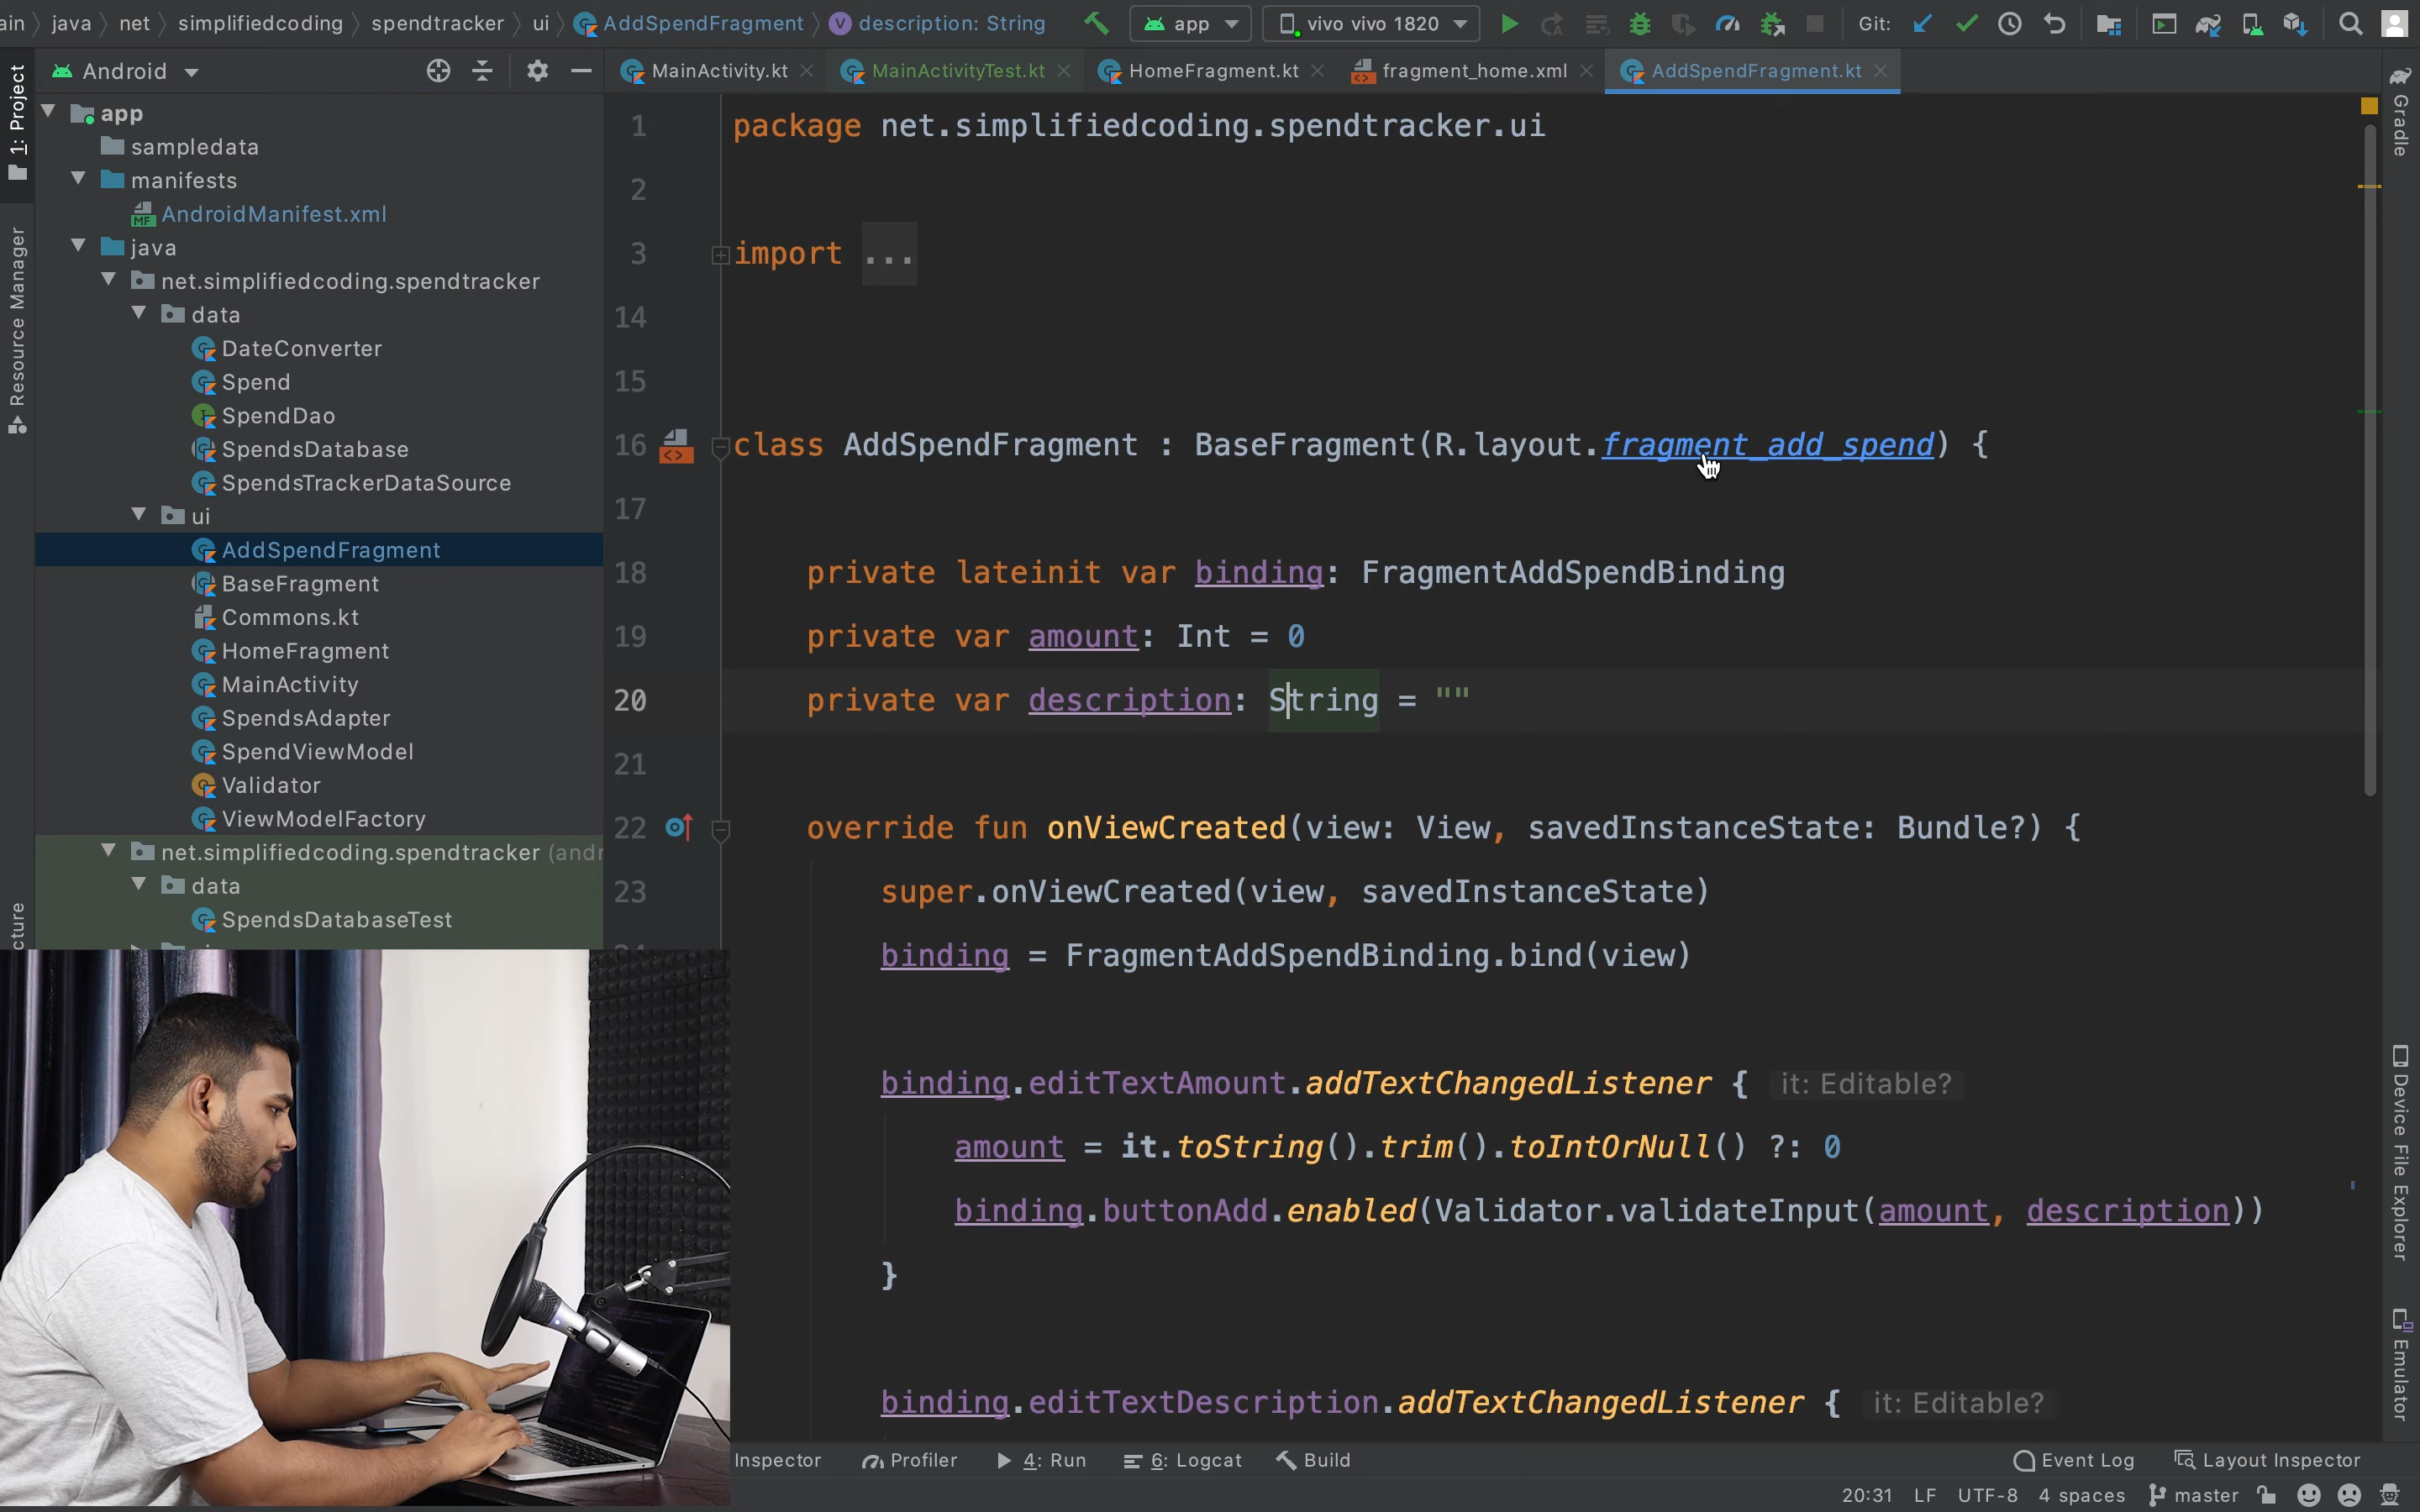 ain java net simplifiedcoding spendtracker ui AddSpendFragment V description: String app vivo vivo 1820 Git:
1: Project
Resource Manager
cture
Android
app
sampledata
manifests
MF AndroidManifest.xml
java
net.simplifiedcoding.spendtracker
data
DateConverter
Spend
SpendDao
SpendsDatabase
SpendsTrackerDataSource
ui
AddSpendFragment
BaseFragment
Commons.kt
HomeFragment
MainActivity
SpendsAdapter
SpendViewModel
Validator
ViewModelFactory
net.simplifiedcoding.spendtracker (andr
data
SpendsDatabaseTest
MainActivity.kt MainActivityTest.kt HomeFragment.kt fragment_home.xml AddSpendFragment.kt
1 package net.simplifiedcoding.spendtracker.ui
2
3 import ...
14
15
16 class AddSpendFragment : BaseFragment(R.layout.fragment_add_spend) {
17
18 private lateinit var binding: FragmentAddSpendBinding
19 private var amount: Int = 0
20 private var description: String = ""
21
22 override fun onViewCreated(view: View, savedInstanceState: Bundle?) {
23 super.onViewCreated(view, savedInstanceState)
binding = FragmentAddSpendBinding.bind(view)
binding.editTextAmount.addTextChangedListener { it: Editable?
amount = it.toString().trim().toIntOrNull() ?: 0
binding.buttonAdd.enabled(Validator.validateInput(amount, description))
}
binding.editTextDescription.addTextChangedListener { it: Editable?
Gradle
Device File Explorer
Emulator
Inspector Profiler 4: Run 6: Logcat Build Event Log Layout Inspector
20:31 LF UTF-8 4 spaces master